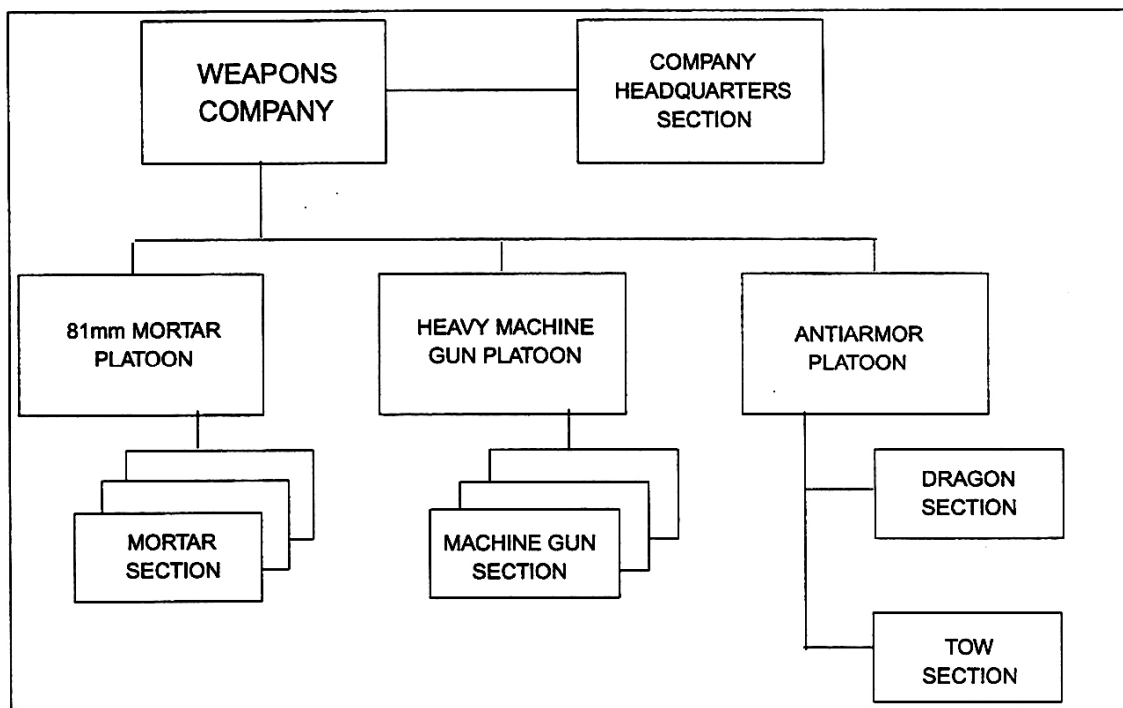 WEAPONS
COMPANY
COMPANY
HEADQUARTERS
SECTION
81mm MORTAR
PLATOON
HEAVY MACHINE
GUN PLATOON
ANTIARMOR
PLATOON
MORTAR
SECTION
MACHINE GUN
SECTION
DRAGON
SECTION
TOW
SECTION